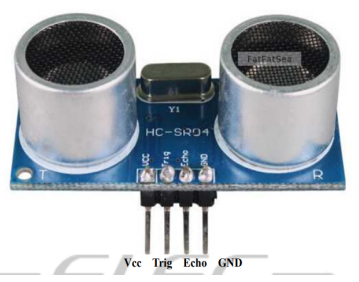 FatFatSea
Y1
HC-SR04
VCC Trig Echo GND
T R
Vcc Trig Echo GND